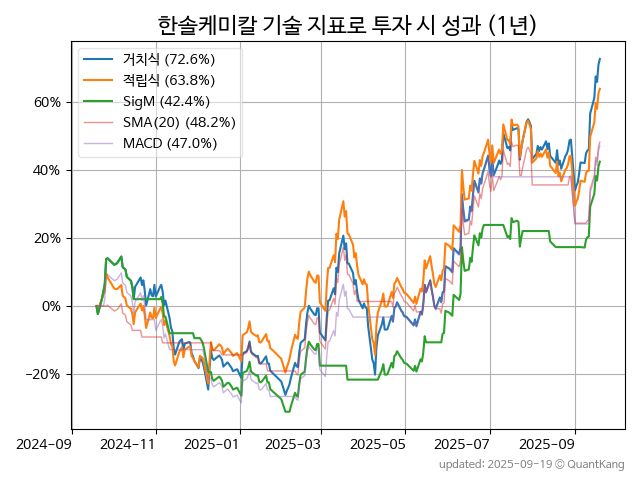 한솔케미칼 기술 지표로 투자 시 성과 (1년)
거치식 (72.6%)
적립식 (63.8%)
SigM (42.4%)
SMA(20) (48.2%)
MACD (47.0%)
60%
40%
20%
0%
−20%
2024-09
2024-11
2025-01
2025-03
2025-05
2025-07
2025-09
updated: 2025-09-19 © QuantKang